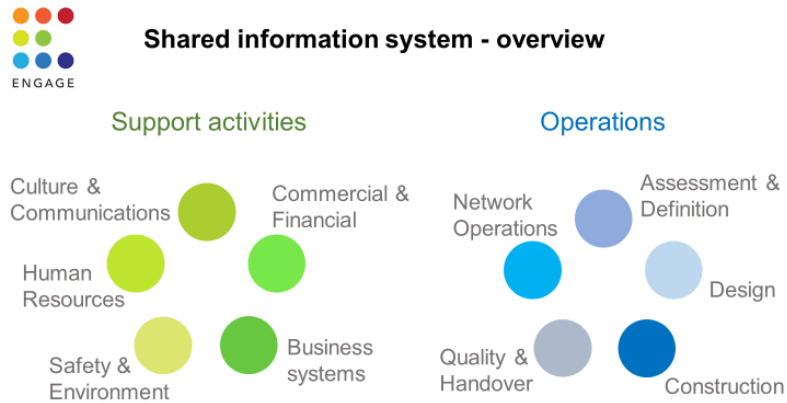 Shared information system - overview
ENGAGE
Support activities
Operations
Culture &
Communications
Commercial &
Financial
Human
Resources
Safety &
Environment
Business
systems
Network
Operations
Assessment &
Definition
Design
Quality &
Handover
Construction